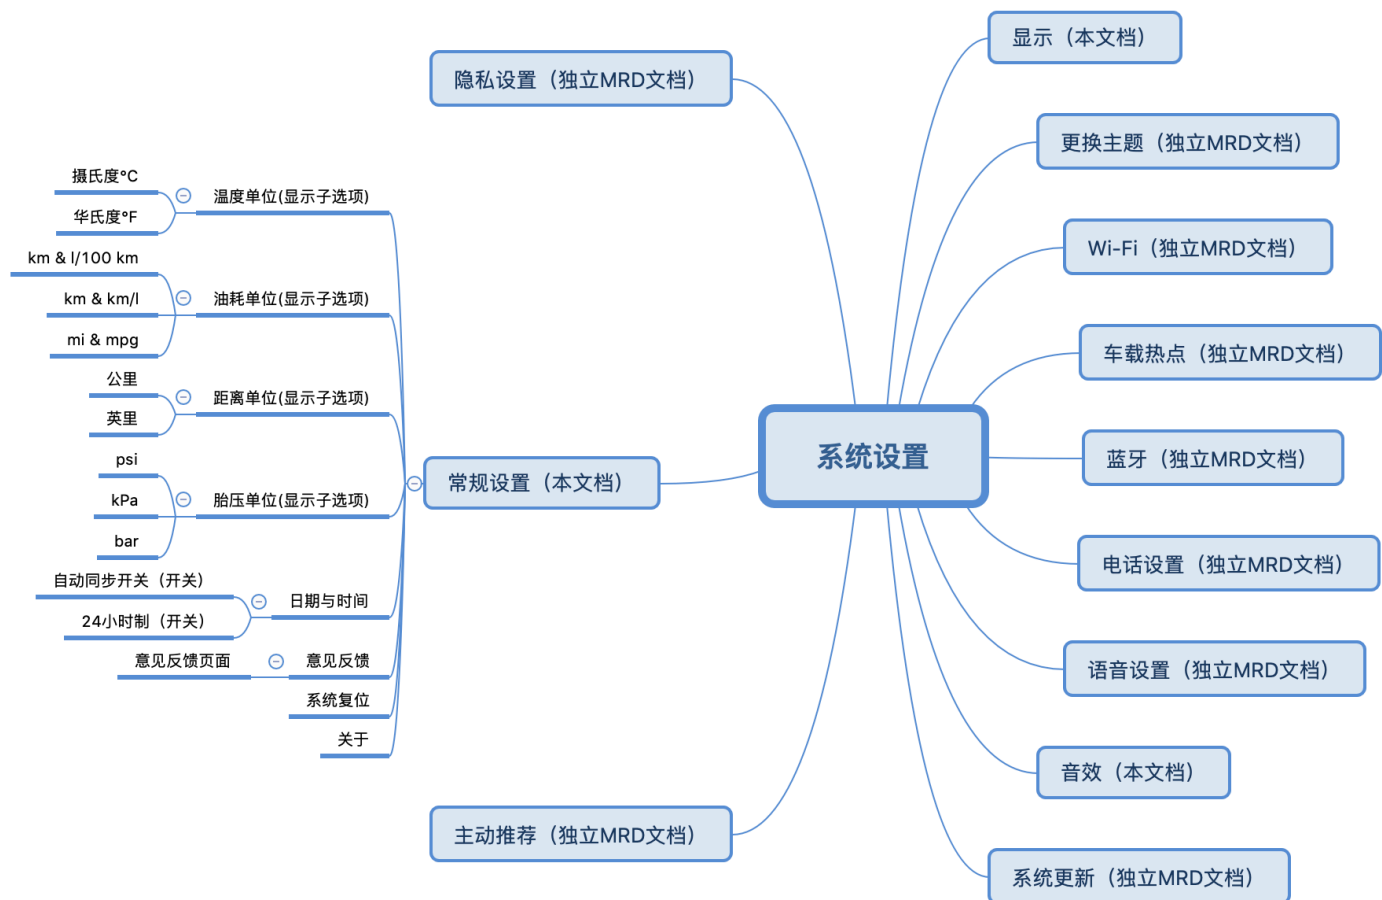 系统设置
显示（本文档）
更换主题（独立MRD文档）
Wi-Fi（独立MRD文档）
车载热点（独立MRD文档）
蓝牙（独立MRD文档）
电话设置（独立MRD文档）
语音设置（独立MRD文档）
音效（本文档）
系统更新（独立MRD文档）
隐私设置（独立MRD文档）
常规设置（本文档）
温度单位(显示子选项)
摄氏度°C
华氏度°F
油耗单位(显示子选项)
km & l/100 km
km & km/l
mi & mpg
距离单位(显示子选项)
公里
英里
胎压单位(显示子选项)
psi
kPa
bar
日期与时间
自动同步开关（开关）
24小时制（开关）
意见反馈
意见反馈页面
系统复位
关于
主动推荐（独立MRD文档）